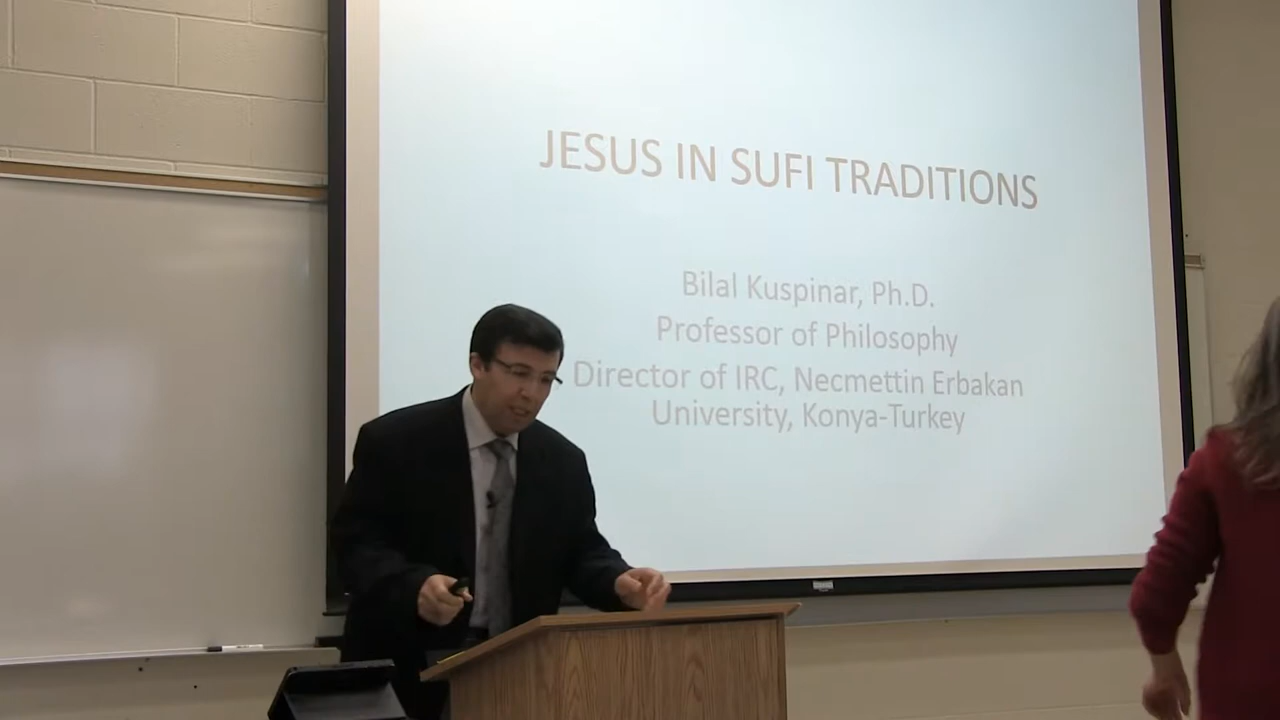 JESUS IN SUFI TRADITIONS
Bilal Kuspinar, Ph.D.
Professor of Philosophy
Director of IRC, Necmettin Erbakan
University, Konya-Turkey